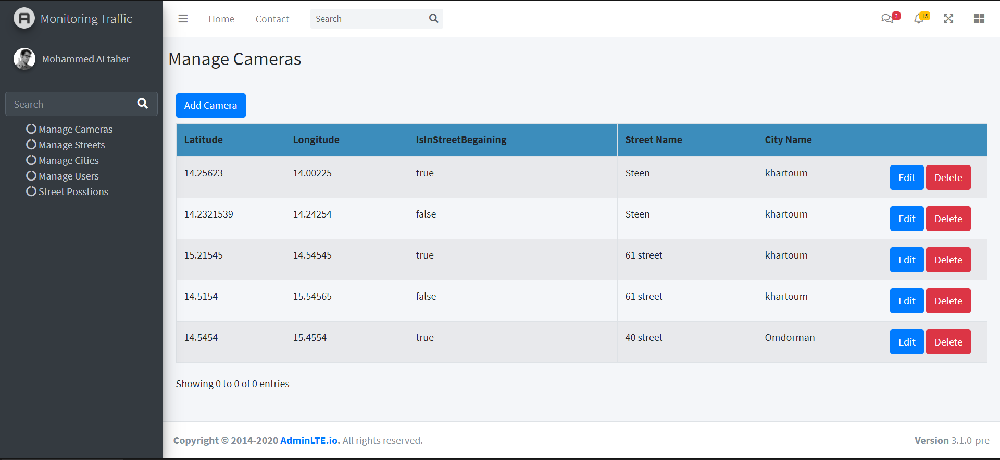 Monitoring Traffic
Home Contact Search 3 15
Mohammed ALtaher
Search
Manage Cameras
Manage Streets
Manage Cities
Manage Users
Street Posstions
Manage Cameras
Add Camera
Latitude Longitude IsInStreetBegaining Street Name City Name
14.25623 14.00225 true Steen khartoum Edit Delete
14.2321539 14.24254 false Steen khartoum Edit Delete
15.21545 14.54545 true 61 street khartoum Edit Delete
14.5154 15.54565 false 61 street khartoum Edit Delete
14.5454 15.4554 true 40 street Omdorman Edit Delete
Showing 0 to 0 of 0 entries
Copyright © 2014-2020 AdminLTE.io. All rights reserved. Version 3.1.0-pre